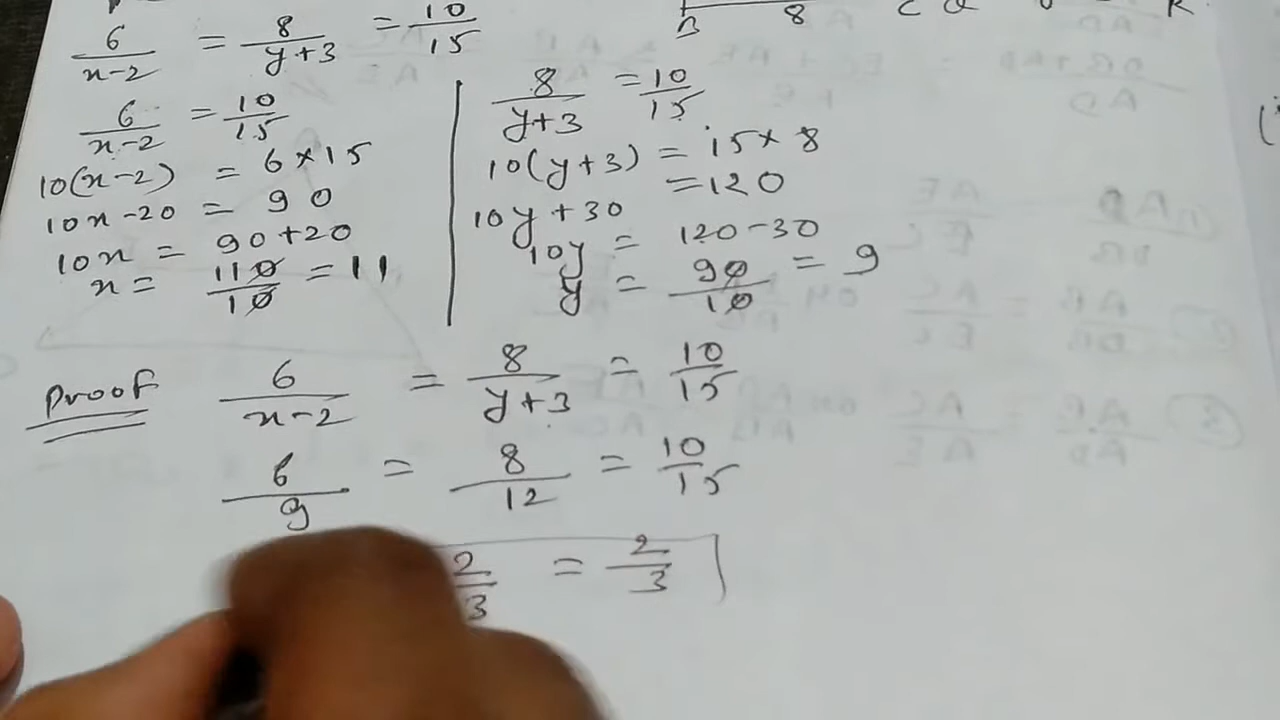 B 8 C Q R
6/(x-2) = 8/(y+3) = 10/15
6/(x-2) = 10/15
10(x-2) = 6×15
10x-20 = 90
10x = 90+20
x = 110/10 = 11
8/(y+3) = 10/15
10(y+3) = 15×8
10y+30 = 120
10y = 120-30
y = 90/10 = 9
Proof 6/(x-2) = 8/(y+3) = 10/15
6/9 = 8/12 = 10/15
2/3 = 2/3